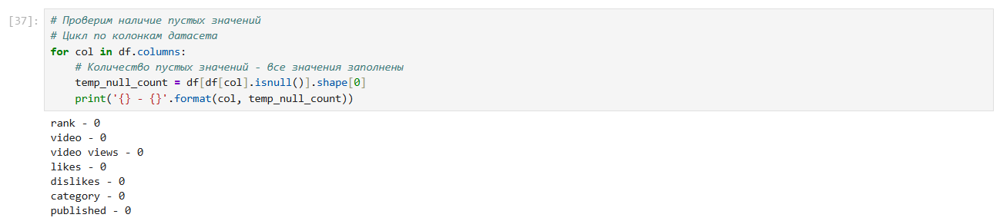 [37]:
# Проверим наличие пустых значений
# Цикл по колонкам датасета
for col in df.columns:
    # Количество пустых значений - все значения заполнены
    temp_null_count = df[df[col].isnull()].shape[0]
    print('{} - {}'.format(col, temp_null_count))
rank - 0
video - 0
video views - 0
likes - 0
dislikes - 0
category - 0
published - 0